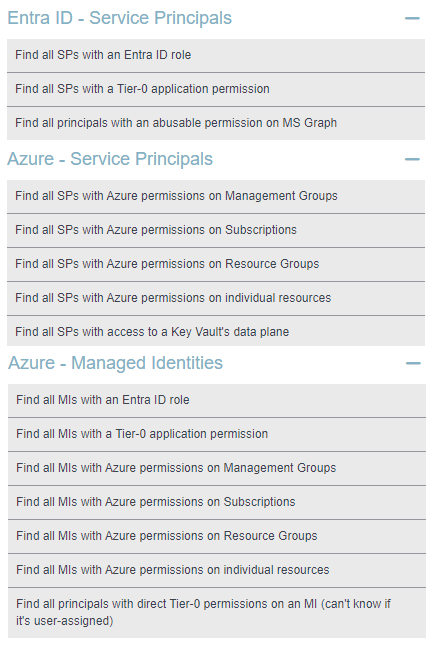 Entra ID - Service Principals
Find all SPs with an Entra ID role
Find all SPs with a Tier-0 application permission
Find all principals with an abusable permission on MS Graph
Azure - Service Principals
Find all SPs with Azure permissions on Management Groups
Find all SPs with Azure permissions on Subscriptions
Find all SPs with Azure permissions on Resource Groups
Find all SPs with Azure permissions on individual resources
Find all SPs with access to a Key Vault's data plane
Azure - Managed Identities
Find all MIs with an Entra ID role
Find all MIs with a Tier-0 application permission
Find all MIs with Azure permissions on Management Groups
Find all MIs with Azure permissions on Subscriptions
Find all MIs with Azure permissions on Resource Groups
Find all MIs with Azure permissions on individual resources
Find all principals with direct Tier-0 permissions on an MI (can't know if
it's user-assigned)